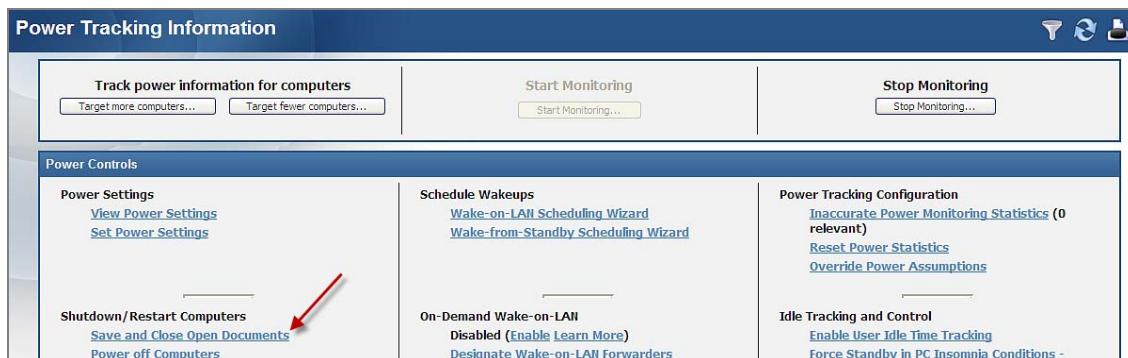 Power Tracking Information
Track power information for computers
Target more computers...
Target fewer computers...
Start Monitoring
Start Monitoring...
Stop Monitoring
Stop Monitoring...
Power Controls
Power Settings
View Power Settings
Set Power Settings
Schedule Wakeups
Wake-on-LAN Scheduling Wizard
Wake-from-Standby Scheduling Wizard
Power Tracking Configuration
Inaccurate Power Monitoring Statistics (0
relevant)
Reset Power Statistics
Override Power Assumptions
Shutdown/Restart Computers
Save and Close Open Documents
Power off Computers
On-Demand Wake-on-LAN
Disabled (Enable Learn More)
Designate Wake-on-LAN Forwarders
Idle Tracking and Control
Enable User Idle Time Tracking
Force Standby in PC Insomnia Conditions -